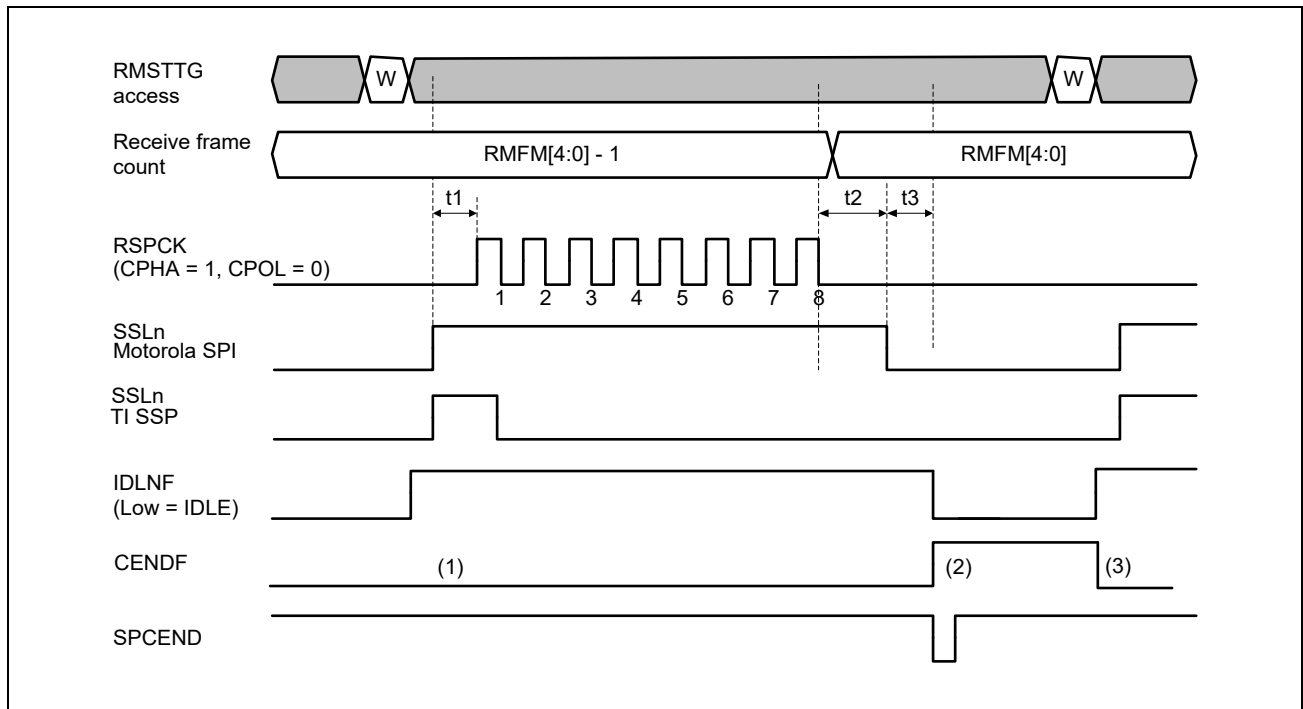 RMSTTG
access
W
W
Receive frame
count
RMFM[4:0] - 1
RMFM[4:0]
t1
t2
t3
RSPCK
(CPHA = 1, CPOL = 0)
1 2 3 4 5 6 7 8
SSLn
Motorola SPI
SSLn
TI SSP
IDLNF
(Low = IDLE)
CENDF
(1)
(2)
(3)
SPCEND